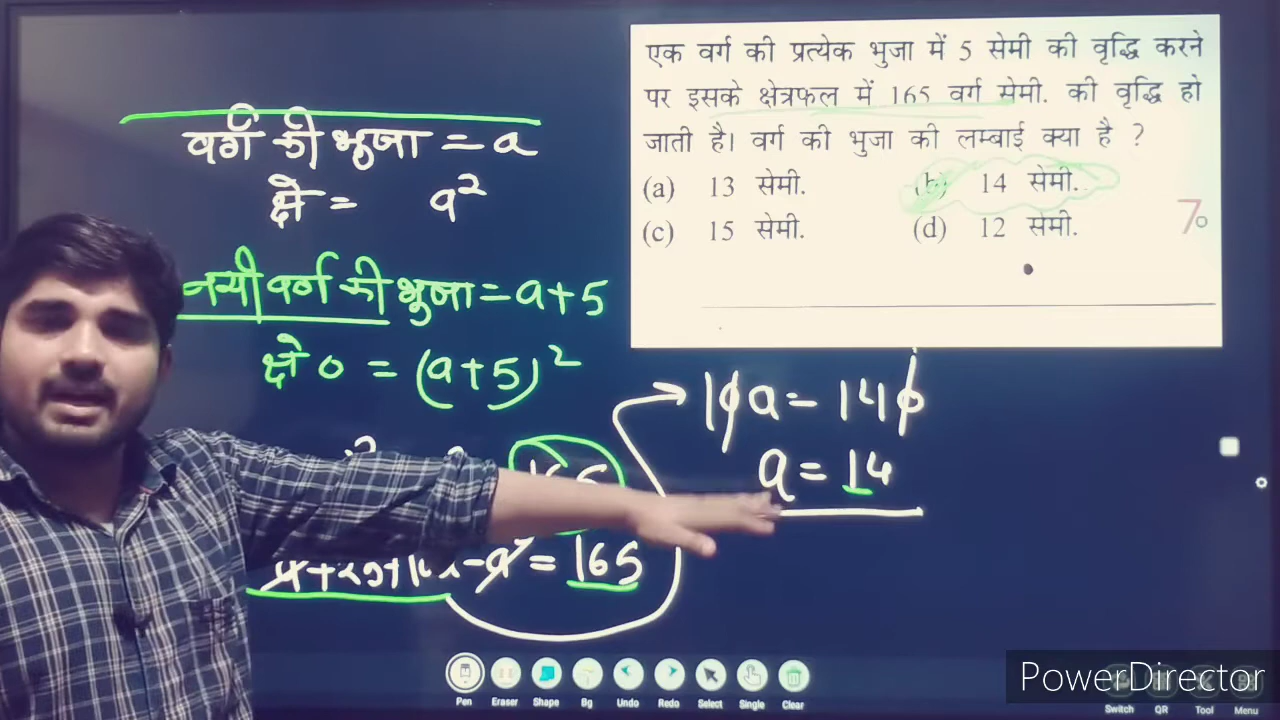 वर्ग की भुजा = a
क्षे = a²
नयी वर्ग की भुजा = a+5
क्षे० = (a+5)²
= 165
एक वर्ग की प्रत्येक भुजा में 5 सेमी की वृद्धि करने
पर इसके क्षेत्रफल में 165 वर्ग सेमी. की वृद्धि हो
जाती है। वर्ग की भुजा की लम्बाई क्या है ?
(a) 13 सेमी. (b) 14 सेमी.
(c) 15 सेमी. (d) 12 सेमी.
70
10a = 140
a = 14
Pen Eraser Shape Bg Undo Redo Select Single Clear
Switch QR Tool Menu
PowerDirector